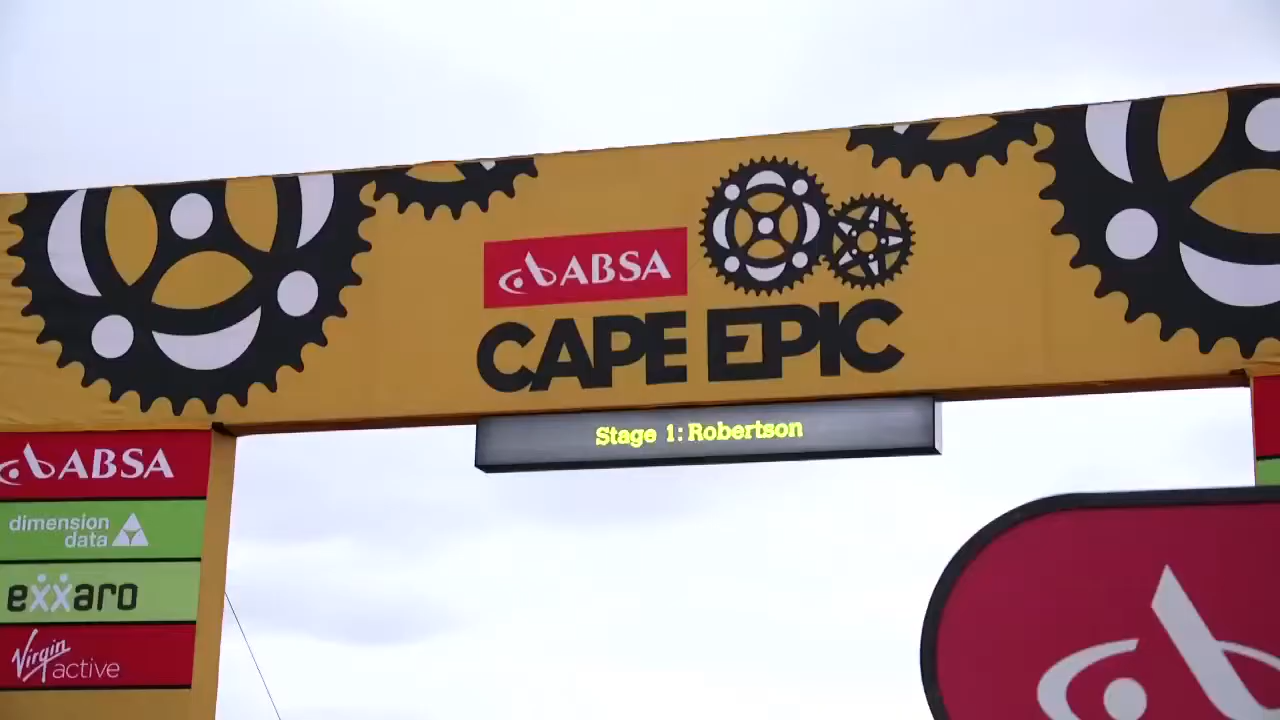 ABSA
CAPE EPIC
Stage 1: Robertson
ABSA
dimension
data
exxaro
Virgin
active